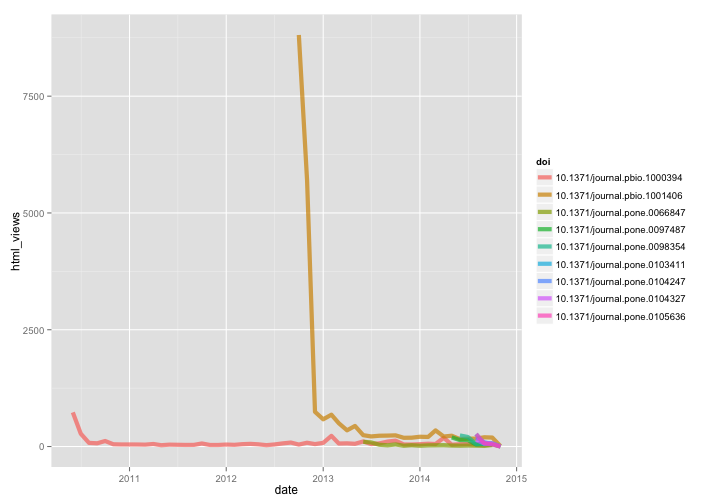 7500
5000
2500
0
html_views
2011
2012
2013
2014
2015
date
doi
10.1371/journal.pbio.1000394
10.1371/journal.pbio.1001406
10.1371/journal.pone.0066847
10.1371/journal.pone.0097487
10.1371/journal.pone.0098354
10.1371/journal.pone.0103411
10.1371/journal.pone.0104247
10.1371/journal.pone.0104327
10.1371/journal.pone.0105636